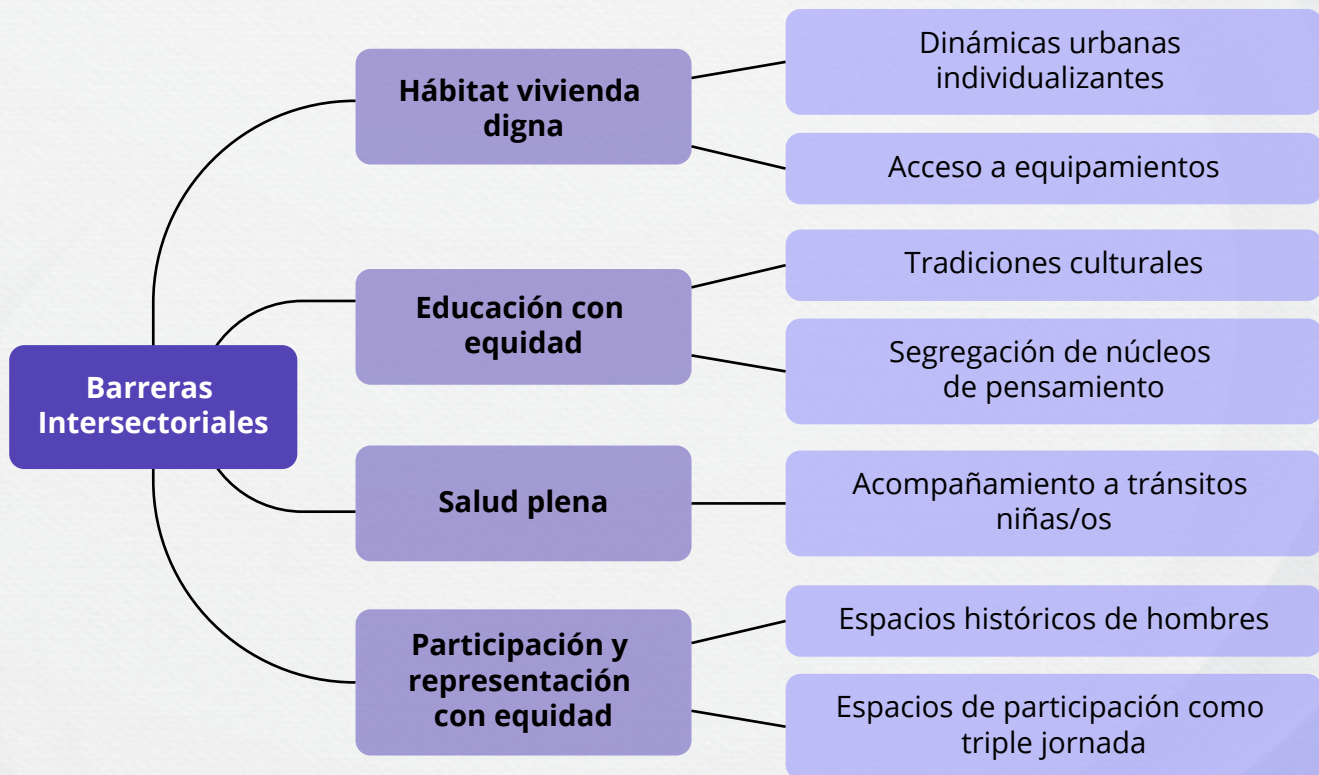 Barreras
Intersectoriales
Hábitat vivienda
digna
Dinámicas urbanas
individualizantes
Acceso a equipamientos
Educación con
equidad
Tradiciones culturales
Segregación de núcleos
de pensamiento
Salud plena
Acompañamiento a tránsitos
niñas/os
Participación y
representación
con equidad
Espacios históricos de hombres
Espacios de participación como
triple jornada